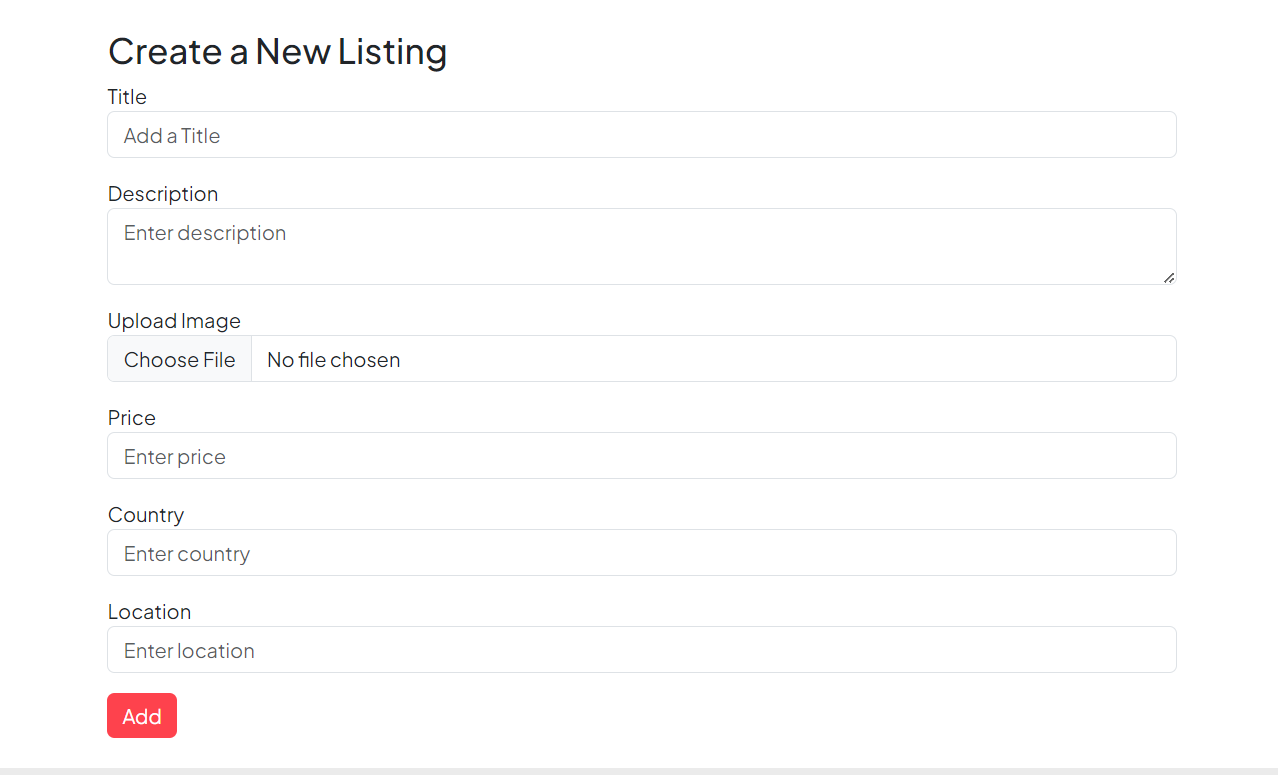 Create a New Listing
Title
Add a Title
Description
Enter description
Upload Image
Choose File No file chosen
Price
Enter price
Country
Enter country
Location
Enter location
Add